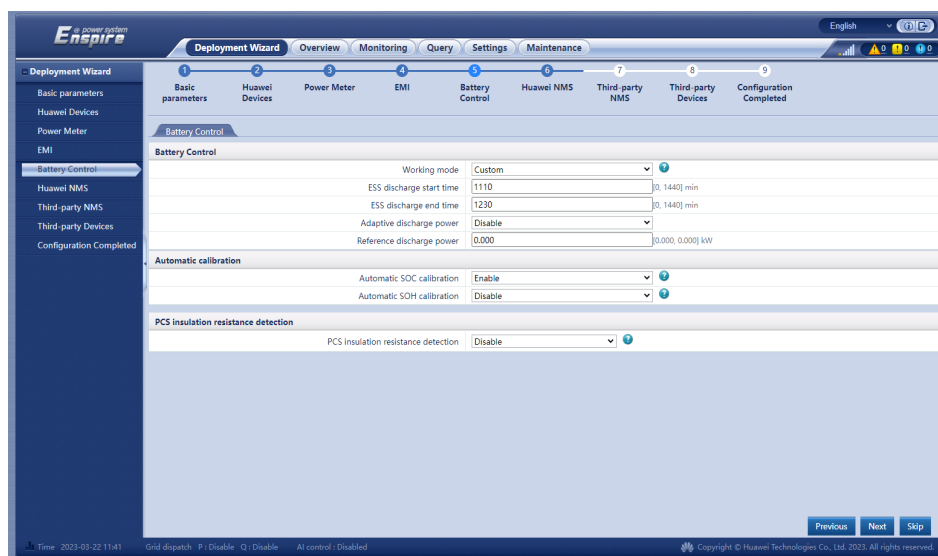 @ power system
Enspire
English
Deployment Wizard Overview Monitoring Query Settings Maintenance
0 0 0
Deployment Wizard
Basic parameters
Huawei Devices
Power Meter
EMI
Battery Control
Huawei NMS
Third-party NMS
Third-party Devices
Configuration Completed
1 2 3 4 5 6 7 8 9
Basic parameters
Huawei Devices
Power Meter
EMI
Battery Control
Huawei NMS
Third-party NMS
Third-party Devices
Configuration Completed
Battery Control
Battery Control
Working mode Custom
ESS discharge start time 1110 [0, 1440] min
ESS discharge end time 1230 [0, 1440] min
Adaptive discharge power Disable
Reference discharge power 0.000 [0.000, 0.000] kW
Automatic calibration
Automatic SOC calibration Enable
Automatic SOH calibration Disable
PCS insulation resistance detection
PCS insulation resistance detection Disable
Previous Next Skip
Time 2023-03-22 11:41 Grid dispatch P : Disable Q : Disable AI control : Disabled Copyright © Huawei Technologies Co., Ltd. 2023. All rights reserved.